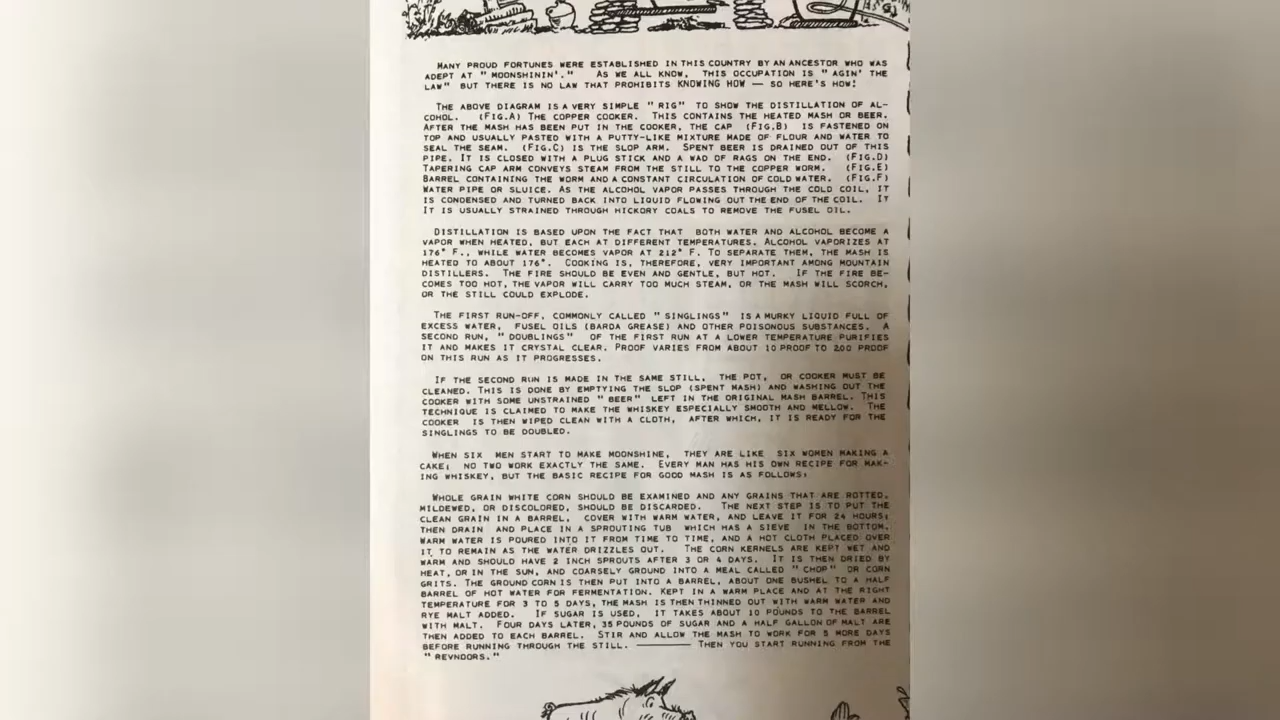 MANY PROUD FORTUNES WERE ESTABLISHED IN THIS COUNTRY BY AN ANCESTOR WHO WAS
ADEPT AT "MOONSHININ'." AS WE ALL KNOW, THIS OCCUPATION IS "AGIN' THE
LAW" BUT THERE IS NO LAW THAT PROHIBITS KNOWING HOW — SO HERE'S HOW!
THE ABOVE DIAGRAM IS A VERY SIMPLE "RIG" TO SHOW THE DISTILLATION OF AL-
COHOL. (FIG.A) THE COPPER COOKER. THIS CONTAINS THE HEATED MASH OR BEER.
AFTER THE MASH HAS BEEN PUT IN THE COOKER, THE CAP (FIG.B) IS FASTENED ON
TOP AND USUALLY PASTED WITH A PUTTY-LIKE MIXTURE MADE OF FLOUR AND WATER TO
SEAL THE SEAM. (FIG.C) IS THE SLOP ARM. SPENT BEER IS DRAINED OUT OF THIS
PIPE. IT IS CLOSED WITH A PLUG STICK AND A WAD OF RAGS ON THE END. (FIG.D)
TAPERING CAP ARM CONVEYS STEAM FROM THE STILL TO THE COPPER WORM. (FIG.E)
BARREL CONTAINING THE WORM AND A CONSTANT CIRCULATION OF COLD WATER. (FIG.F)
WATER PIPE OR SLUICE. AS THE ALCOHOL VAPOR PASSES THROUGH THE COLD COIL, IT
IS CONDENSED AND TURNED BACK INTO LIQUID FLOWING OUT THE END OF THE COIL. IT
IT IS USUALLY STRAINED THROUGH HICKORY COALS TO REMOVE THE FUSEL OIL.
DISTILLATION IS BASED UPON THE FACT THAT BOTH WATER AND ALCOHOL BECOME A
VAPOR WHEN HEATED, BUT EACH AT DIFFERENT TEMPERATURES. ALCOHOL VAPORIZES AT
176° F., WHILE WATER BECOMES VAPOR AT 212° F. TO SEPARATE THEM, THE MASH IS
HEATED TO ABOUT 176°. COOKING IS, THEREFORE, VERY IMPORTANT AMONG MOUNTAIN
DISTILLERS. THE FIRE SHOULD BE EVEN AND GENTLE, BUT HOT. IF THE FIRE BE-
COMES TOO HOT, THE VAPOR WILL CARRY TOO MUCH STEAM, OR THE MASH WILL SCORCH,
OR THE STILL COULD EXPLODE.
THE FIRST RUN-OFF, COMMONLY CALLED "SINGLINGS" IS A MURKY LIQUID FULL OF
EXCESS WATER, FUSEL OILS (BARDA GREASE) AND OTHER POISONOUS SUBSTANCES. A
SECOND RUN, "DOUBLINGS" OF THE FIRST RUN AT A LOWER TEMPERATURE PURIFIES
IT AND MAKES IT CRYSTAL CLEAR. PROOF VARIES FROM ABOUT 10 PROOF TO 200 PROOF
ON THIS RUN AS IT PROGRESSES.
IF THE SECOND RUN IS MADE IN THE SAME STILL, THE POT, OR COOKER MUST BE
CLEANED. THIS IS DONE BY EMPTYING THE SLOP (SPENT MASH) AND WASHING OUT THE
COOKER WITH SOME UNSTRAINED "BEER" LEFT IN THE ORIGINAL MASH BARREL. THIS
TECHNIQUE IS CLAIMED TO MAKE THE WHISKEY ESPECIALLY SMOOTH AND MELLOW. THE
COOKER IS THEN WIPED CLEAN WITH A CLOTH, AFTER WHICH, IT IS READY FOR THE
SINGLINGS TO BE DOUBLED.
WHEN SIX MEN START TO MAKE MOONSHINE, THEY ARE LIKE SIX WOMEN MAKING A
CAKE; NO TWO WORK EXACTLY THE SAME. EVERY MAN HAS HIS OWN RECIPE FOR MAK-
ING WHISKEY, BUT THE BASIC RECIPE FOR GOOD MASH IS AS FOLLOWS:
WHOLE GRAIN WHITE CORN SHOULD BE EXAMINED AND ANY GRAINS THAT ARE ROTTED,
MILDEWED, OR DISCOLORED, SHOULD BE DISCARDED. THE NEXT STEP IS TO PUT THE
CLEAN GRAIN IN A BARREL, COVER WITH WARM WATER, AND LEAVE IT FOR 24 HOURS;
THEN DRAIN AND PLACE IN A SPROUTING TUB WHICH HAS A SIEVE IN THE BOTTOM.
WARM WATER IS POURED INTO IT FROM TIME TO TIME, AND A HOT CLOTH PLACED OVER
IT TO REMAIN AS THE WATER DRIZZLES OUT. THE CORN KERNELS ARE KEPT WET AND
WARM AND SHOULD HAVE 2 INCH SPROUTS AFTER 3 OR 4 DAYS. IT IS THEN DRIED BY
HEAT, OR IN THE SUN, AND COARSELY GROUND INTO A MEAL CALLED "CHOP" OR CORN
GRITS. THE GROUND CORN IS THEN PUT INTO A BARREL, ABOUT ONE BUSHEL TO A HALF
BARREL OF HOT WATER FOR FERMENTATION. KEPT IN A WARM PLACE AND AT THE RIGHT
TEMPERATURE FOR 3 TO 5 DAYS, THE MASH IS THEN THINNED OUT WITH WARM WATER AND
RYE MALT ADDED. IF SUGAR IS USED, IT TAKES ABOUT 10 POUNDS TO THE BARREL
WITH MALT. FOUR DAYS LATER, 35 POUNDS OF SUGAR AND A HALF GALLON OF MALT ARE
THEN ADDED TO EACH BARREL. STIR AND ALLOW THE MASH TO WORK FOR 5 MORE DAYS
BEFORE RUNNING THROUGH THE STILL. ——— THEN YOU START RUNNING FROM THE
"REVNOORS."